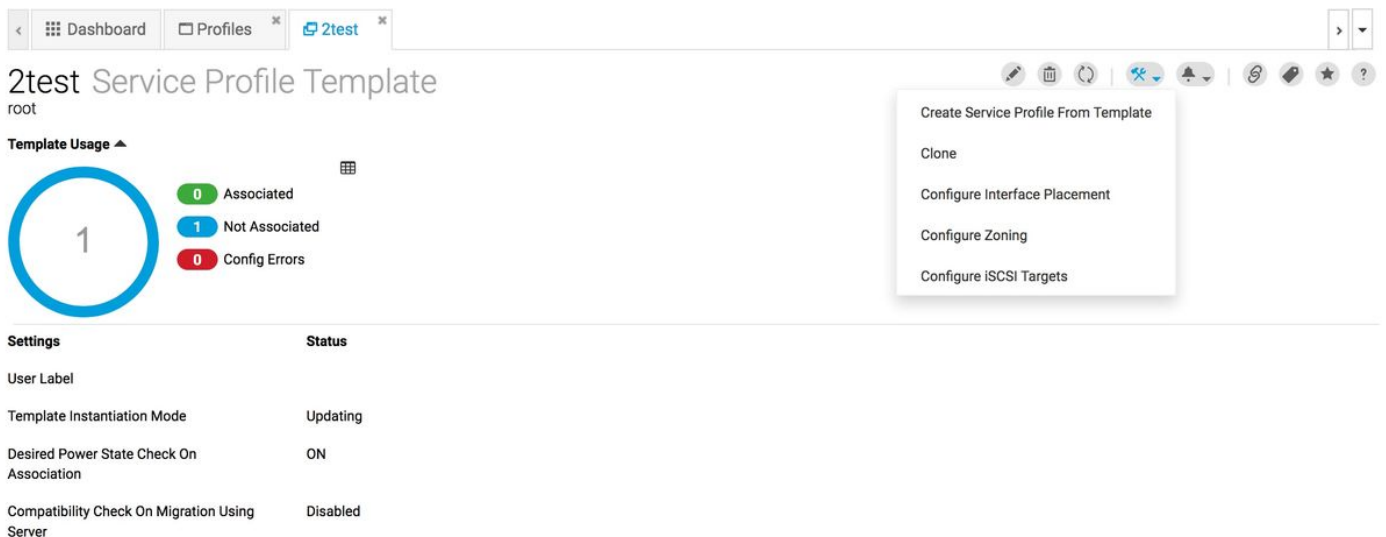 Dashboard
Profiles
2test
2test Service Profile Template
root
Create Service Profile From Template
Template Usage
Clone
0 Associated
Configure Interface Placement
1
1 Not Associated
Configure Zoning
0 Config Errors
Configure iSCSI Targets
Settings
Status
User Label
Template Instantiation Mode
Updating
Desired Power State Check On
Association
ON
Compatibility Check On Migration Using
Server
Disabled